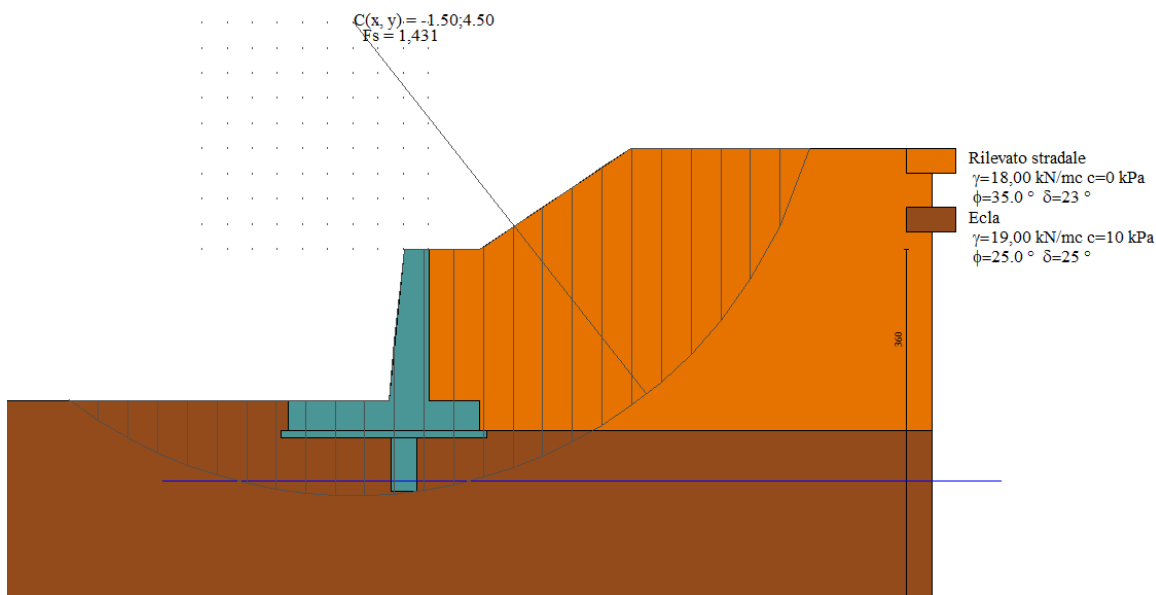 C(x, y) = -1.50;4.50
Fs = 1,431
Rilevato stradale
γ=18,00 kN/mc c=0 kPa
ϕ=35.0 ° δ=23 °
Ecla
γ=19,00 kN/mc c=10 kPa
ϕ=25.0 ° δ=25 °
360